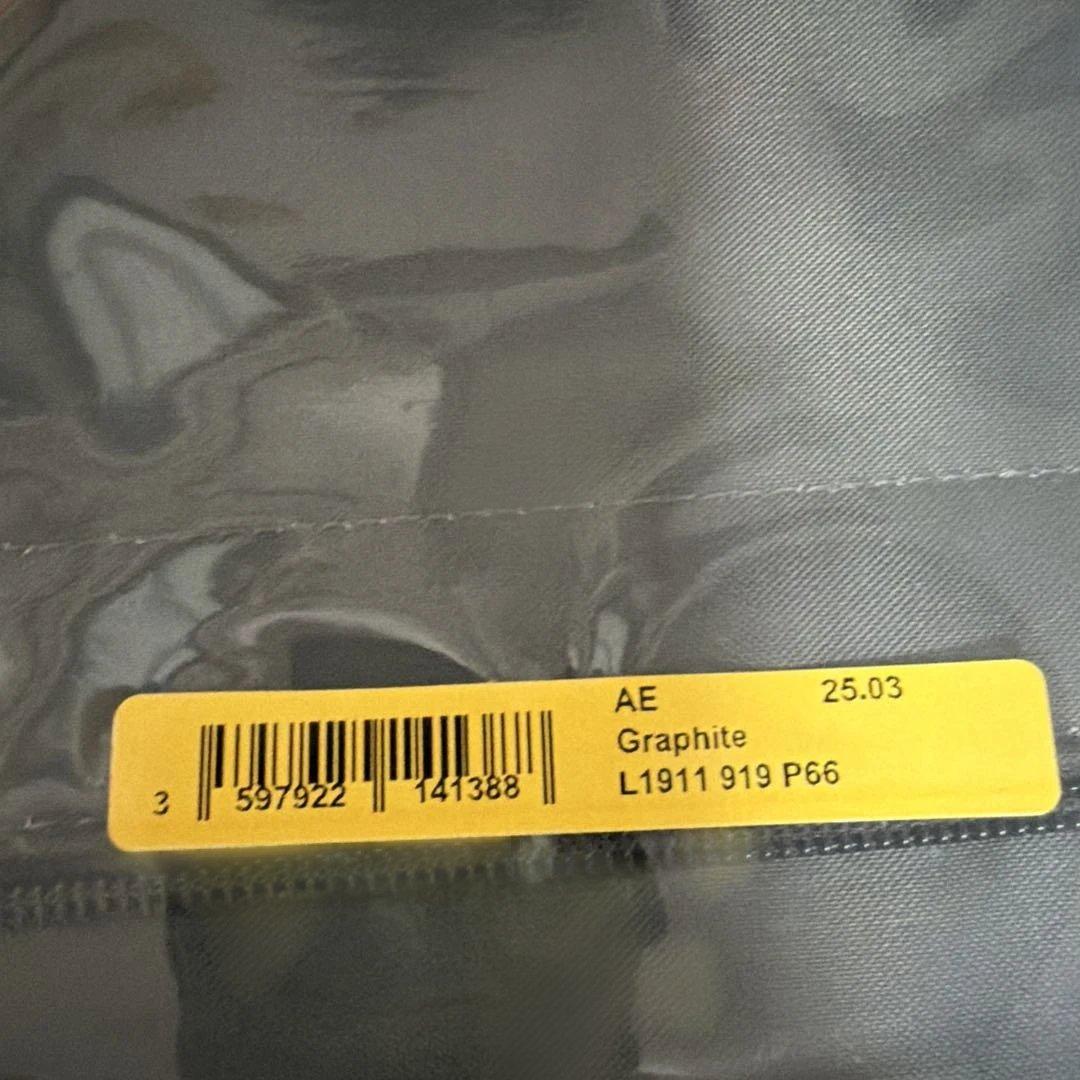 AE 25.03
Graphite
L1911 919 P66
3 597922 141388